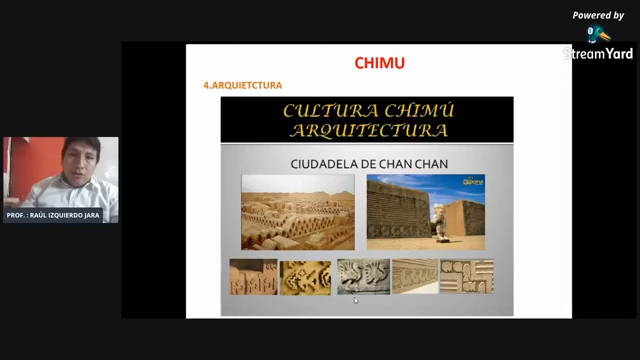 Powered by
StreamYard
CHIMU
4.ARQUIETCTURA
CULTURA CHIMÚ
ARQUITECTURA
CIUDADELA DE CHAN CHAN
PROF. : RAÚL IZQUIERDO JARA